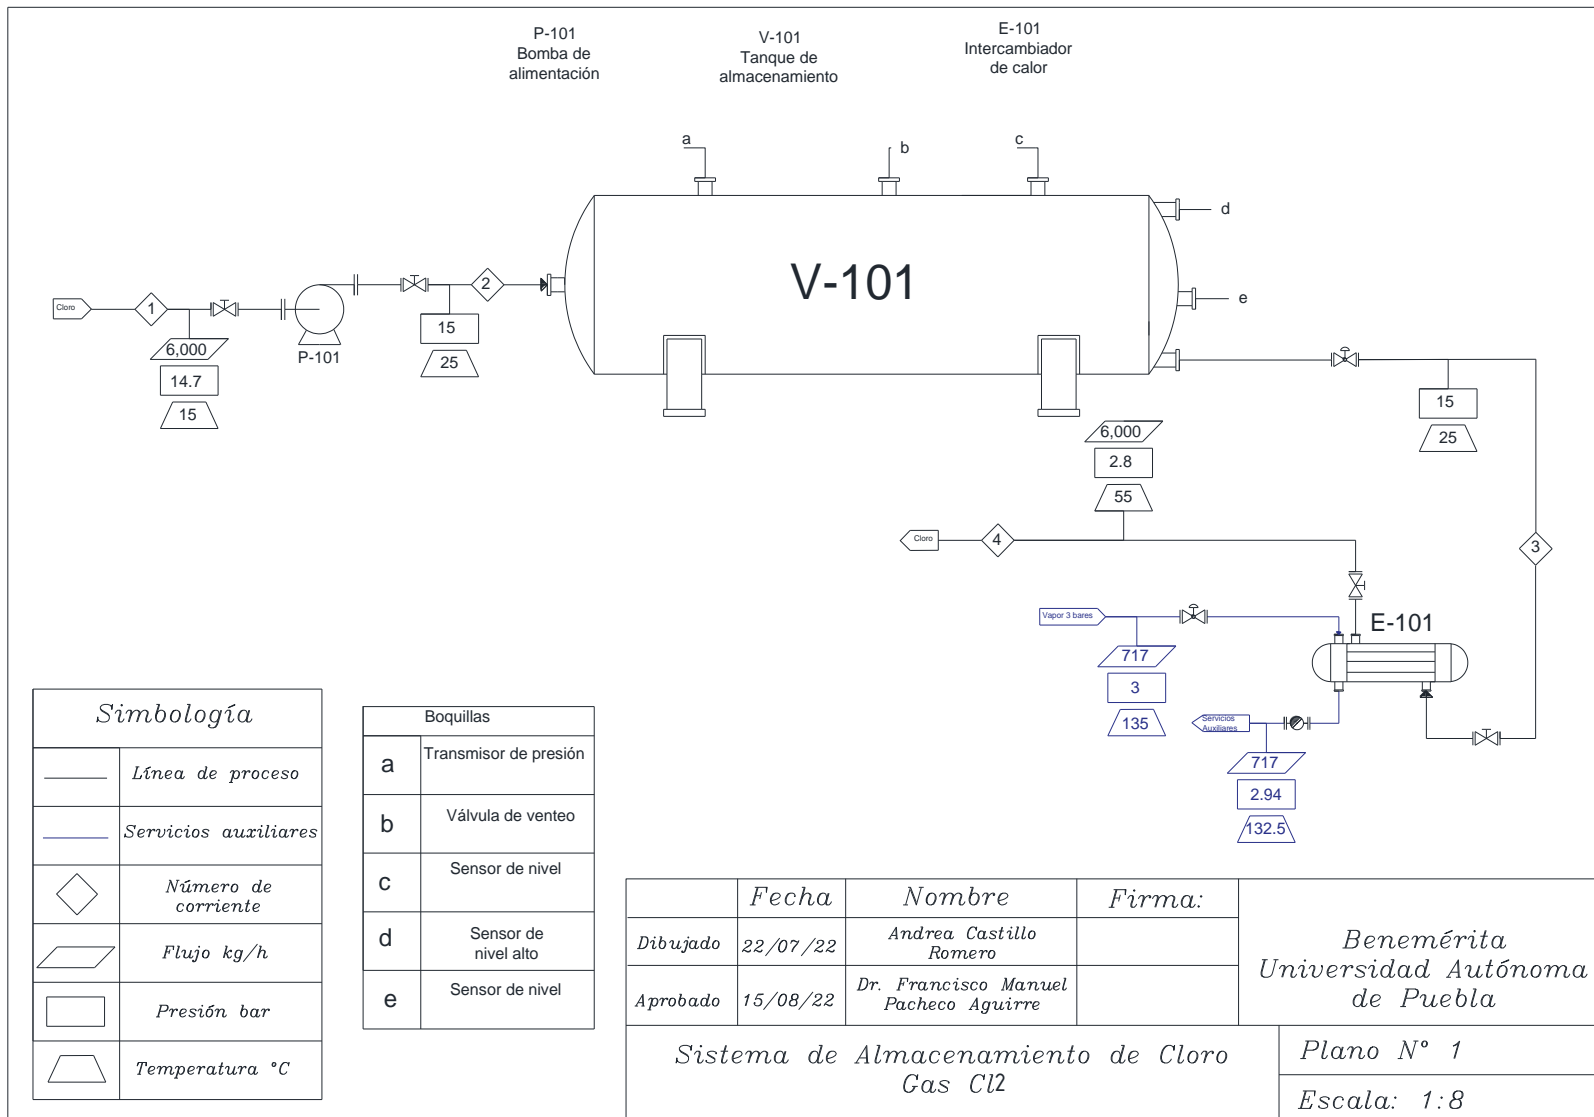 P-101
Bomba de
alimentación
V-101
Tanque de
almacenamiento
E-101
Intercambiador
de calor
a
b
c
d
e
V-101
Cloro
1
6,000
14.7
15
P-101
2
15
25
15
25
3
6,000
2.8
55
Cloro
4
Vapor 3 bares
717
3
135
E-101
Servicios
Auxiliares
717
2.94
132.5
Simbología
Línea de proceso
Servicios auxiliares
Número de
corriente
Flujo kg/h
Presión bar
Temperatura °C
Boquillas
a Transmisor de presión
b Válvula de venteo
c Sensor de nivel
d Sensor de
nivel alto
e Sensor de nivel
Fecha Nombre Firma:
Dibujado 22/07/22 Andrea Castillo
Romero
Aprobado 15/08/22 Dr. Francisco Manuel
Pacheco Aguirre
Benemérita
Universidad Autónoma
de Puebla
Sistema de Almacenamiento de Cloro
Gas Cl2
Plano N° 1
Escala: 1:8